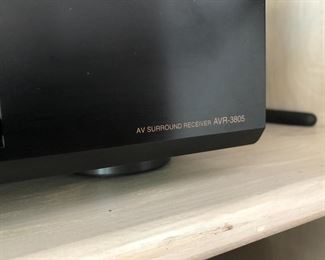 AV SURROUND RECEIVER AVR-3805